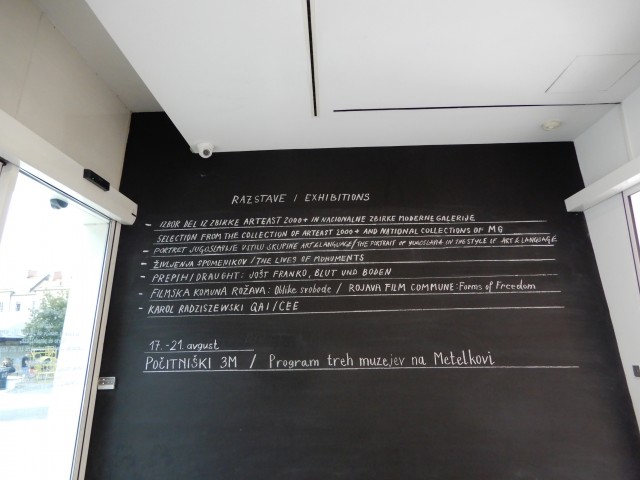 RAZSTAVE / EXHIBITIONS
- IZBOR DEL IZ ZBIRKE ARTEAST 2000+ IN NACIONALNE ZBIRKE MODERNE GALERIJE
SELECTION FROM THE COLLECTION OF ARTEAST 2000+ AND NATIONAL COLLECTIONS OF MG
- PORTRET JUGOSLAVIJE V STILU SKUPINE ART & LANGUAGE / THE PORTRAIT OF YUGOSLAVIA IN THE STYLE OF ART & LANGUAGE
- ŽIVLJENJA SPOMENIKOV / THE LIVES OF MONUMENTS
- PREPIH / DRAUGHT: JOŠT FRANKO, BLUT UND BODEN
- FILMSKA KOMUNA ROŽAVA: Oblike svobode / ROJAVA FILM COMMUNE: Forms of Freedom
- KAROL RADZISZEWSKI QAI/CEE
17. - 21. avgust
POČITNIŠKI 3M / Program treh muzejev na Metelkovi